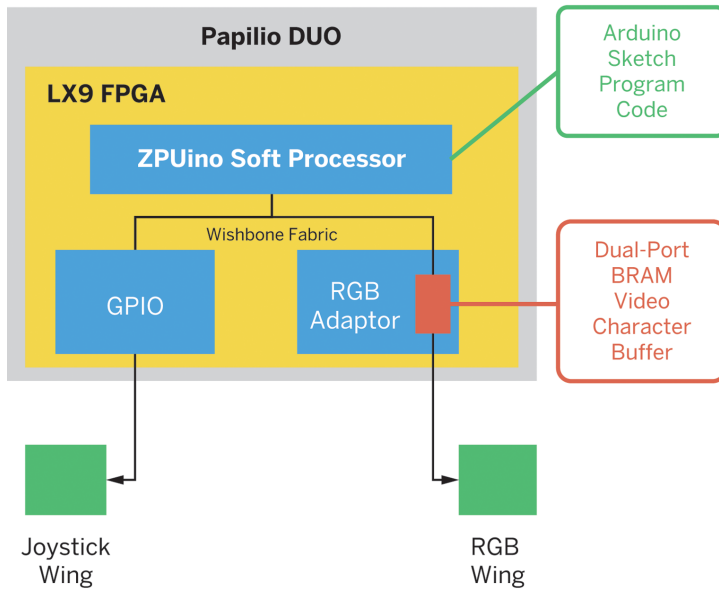 Papilio DUO
LX9 FPGA
ZPUino Soft Processor
Wishbone Fabric
GPIO
RGB
Adaptor
Arduino
Sketch
Program
Code
Dual-Port
BRAM
Video
Character
Buffer
Joystick
Wing
RGB
Wing